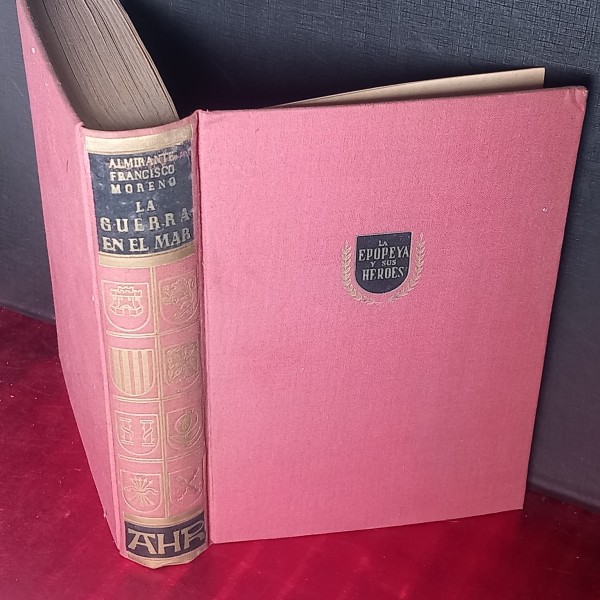 ALMIRANTE
FRANCISCO
MORENO
LA
GUERRA
EN EL MAR
AHR
LA
EPOPEYA
Y SUS
HEROES